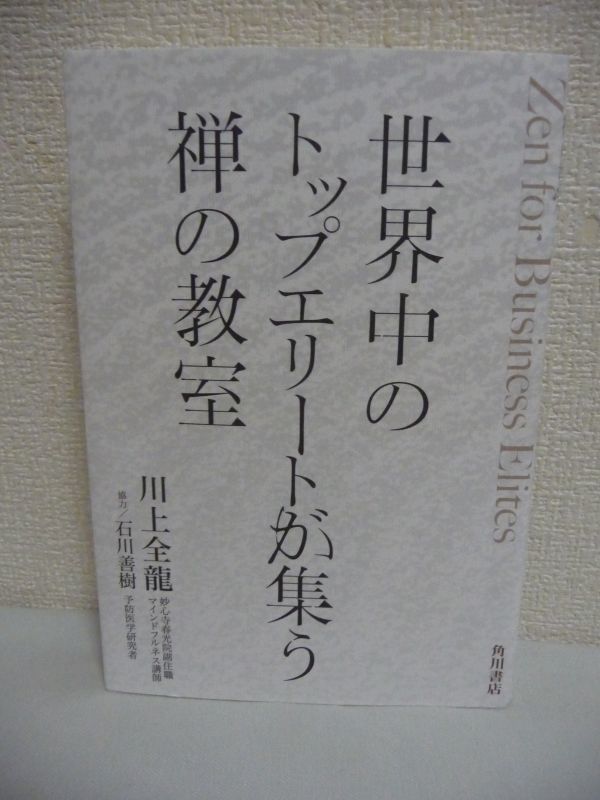 Zen for Business Elites
世界中の
トップエリートが集う
禅の教室
川上全龍
妙心寺春光院副住職
マインドフルネス講師
協力/石川善樹
予防医学研究者
角川書店